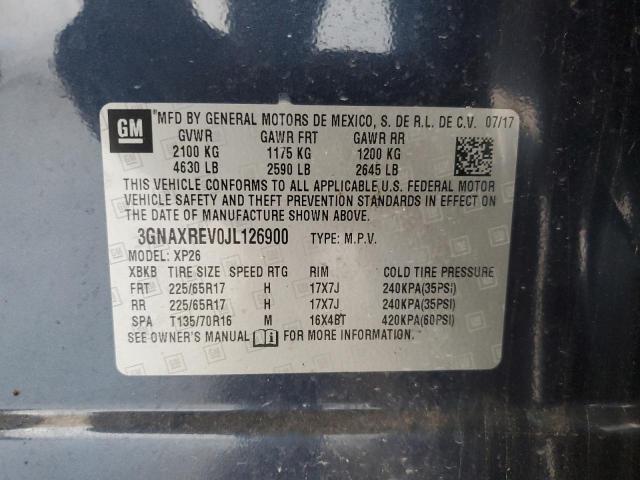 GM
"MFD BY GENERAL MOTORS DE MEXICO, S. DE R.L. DE C.V. 07/17
GVWR GAWR FRT GAWR RR
2100 KG 1175 KG 1200 KG
4630 LB 2590 LB 2645 LB
THIS VEHICLE CONFORMS TO ALL APPLICABLE U.S. FEDERAL MOTOR
VEHICLE SAFETY AND THEFT PREVENTION STANDARDS IN EFFECT ON
THE DATE OF MANUFACTURE SHOWN ABOVE.
3GNAXREV0JL126900 TYPE: M.P.V.
MODEL: XP26
XBKB TIRE SIZE SPEED RTG RIM COLD TIRE PRESSURE
FRT 225/65R17 H 17X7J 240KPA(35PSI)
RR 225/65R17 H 17X7J 240KPA(35PSI)
SPA T135/70R16 M 16X4BT 420KPA(60PSI)
SEE OWNER'S MANUAL FOR MORE INFORMATION.